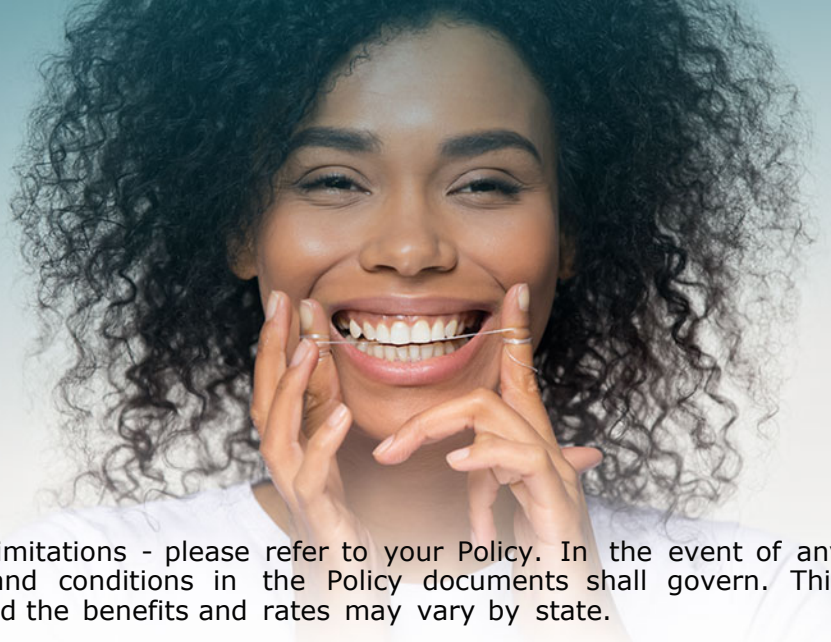 imitations - please refer to your Policy. In the event of an
and conditions in the Policy documents shall govern. Thi
d the benefits and rates may vary by state.